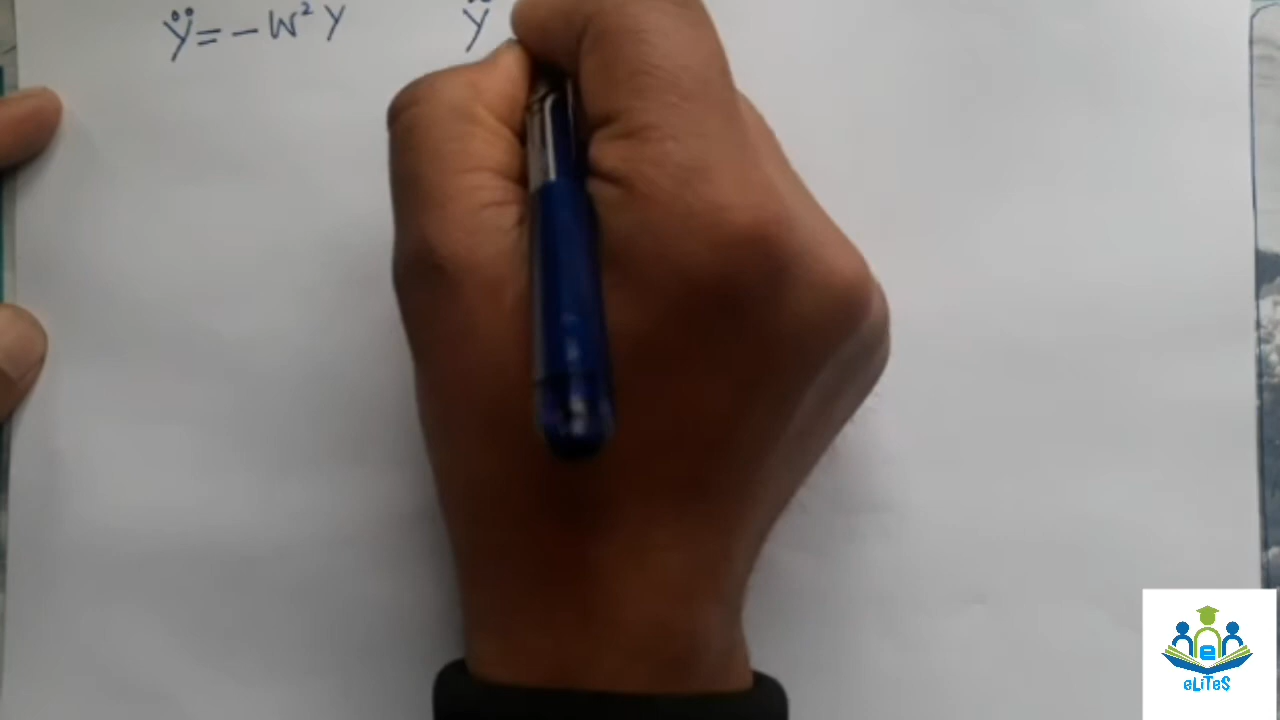 Ÿ = - W² Y Ÿ
e
eLiTeS